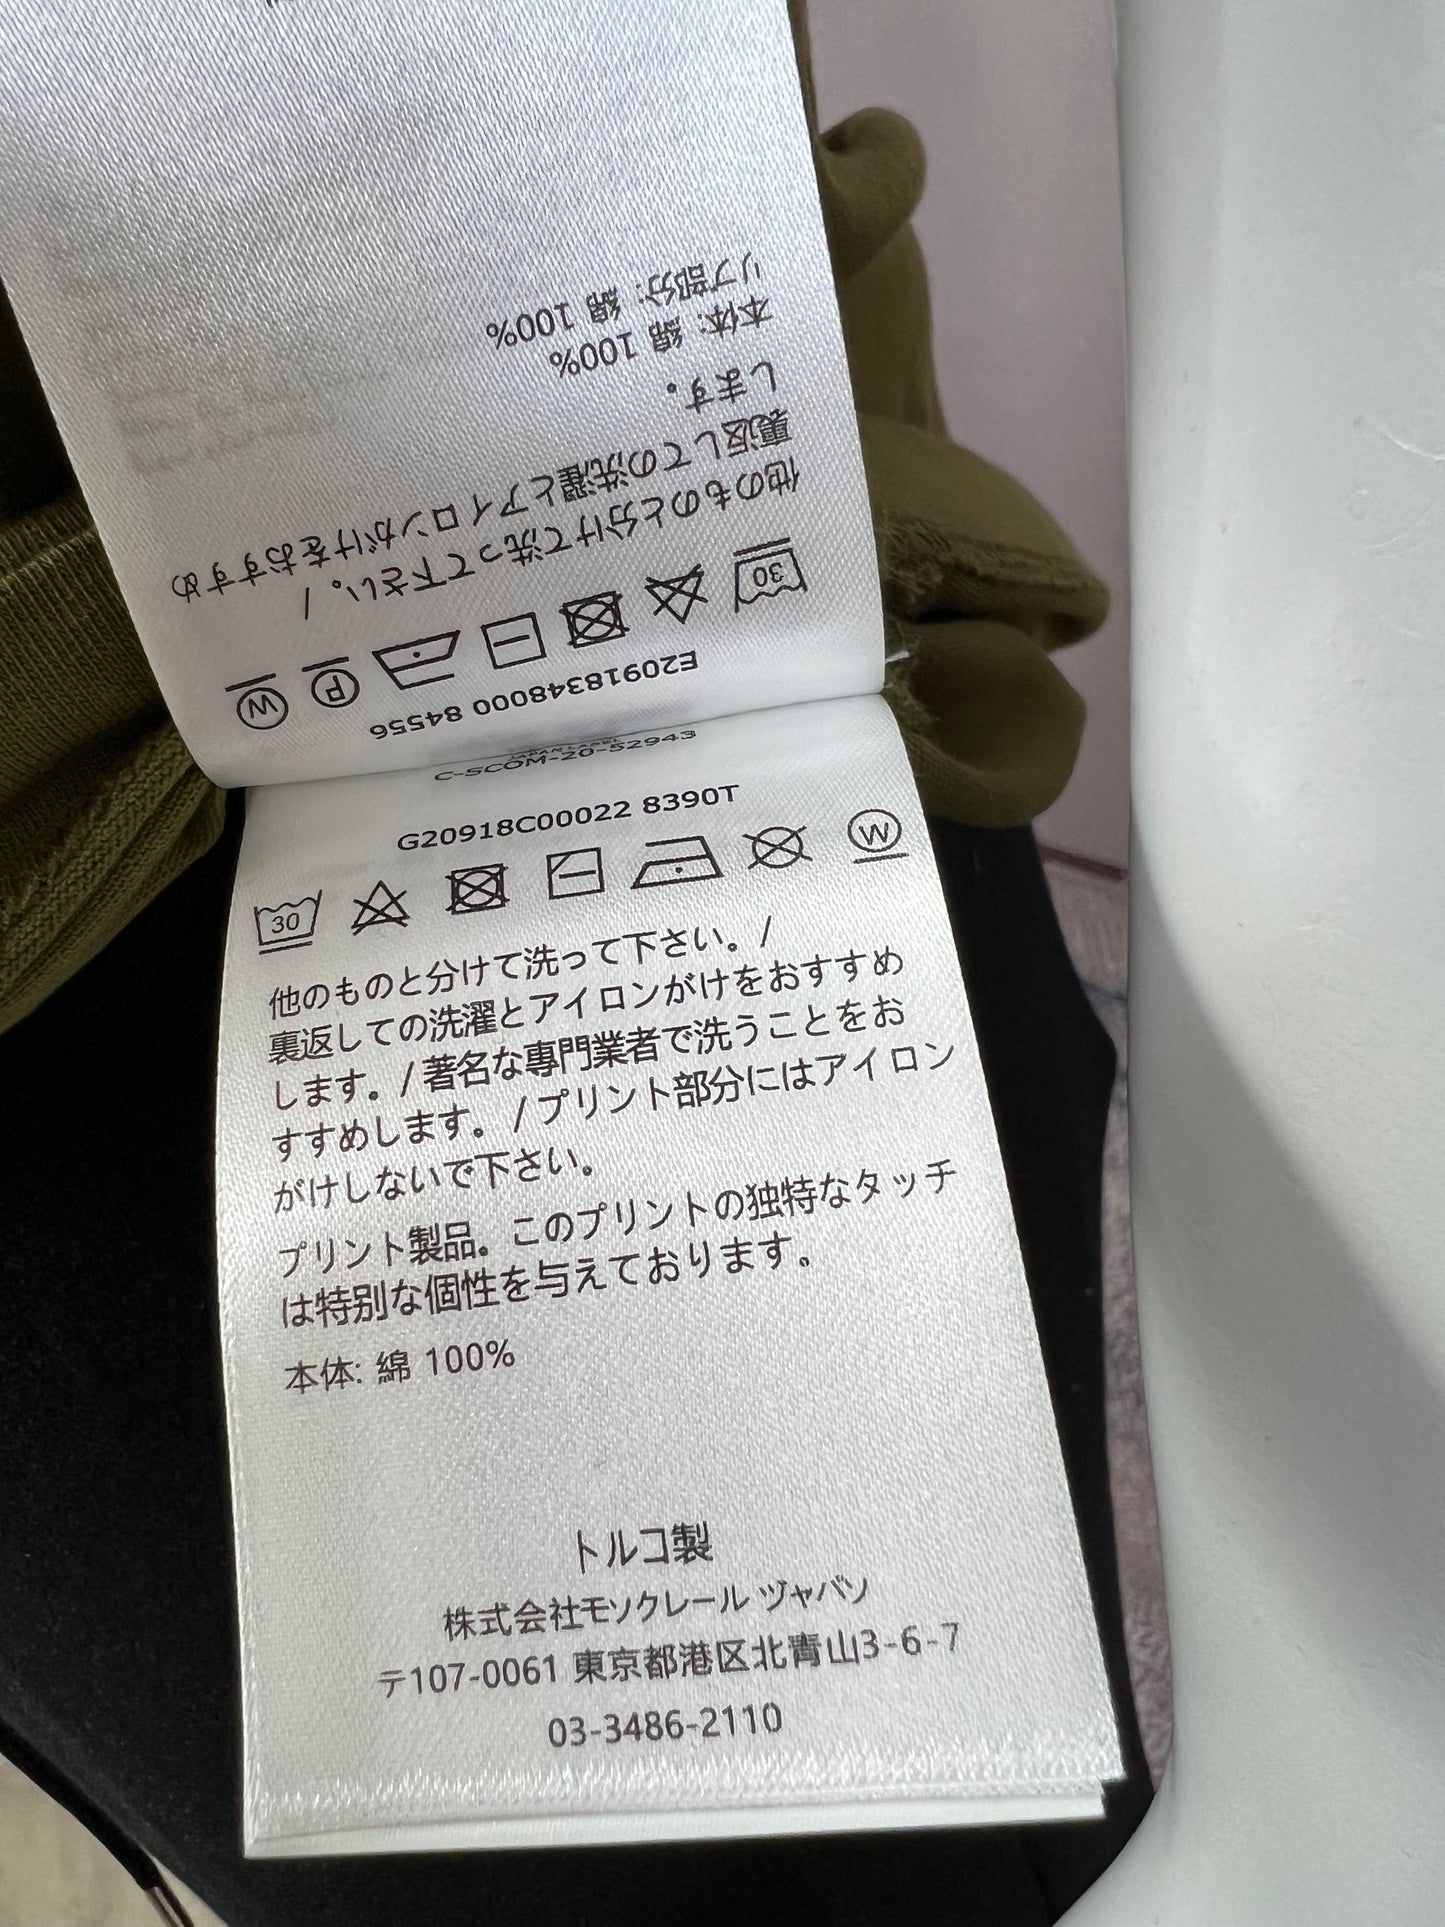 リブ部分: 綿 100%
本体: 綿 100%
します。
裏返しての洗濯とアイロンがけをおすすめ
他のものと分けて洗って下さい。 /
30
P
W
E20918348000 84556
JAPAN LABEL
C-SCOM-20-52943
G20918C00022 8390T
30
W
他のものと分けて洗って下さい。 /
裏返しての洗濯とアイロンがけをおすすめ
します。/著名な専門業者で洗うことをお
すすめします。 /プリント部分にはアイロン
がけしないで下さい。
プリント製品。このプリントの独特なタッチ
は特別な個性を与えております。
本体: 綿 100%
トルコ製
株式会社モソクレール ヅャバソ
〒107-0061 東京都港区北青山3-6-7
03-3486-2110